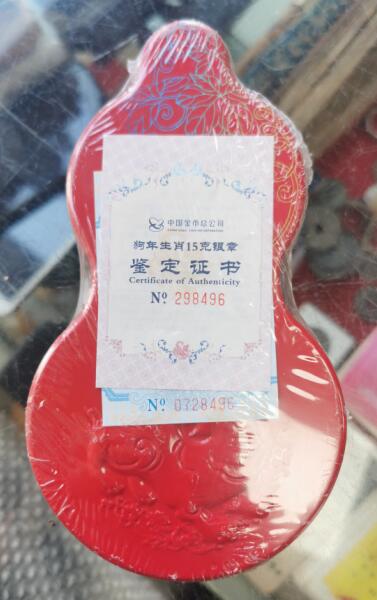 中国金币总公司
狗年生肖15克银章
鉴定证书
Certificate of Authenticity
Nº 298496
Nº 0728496